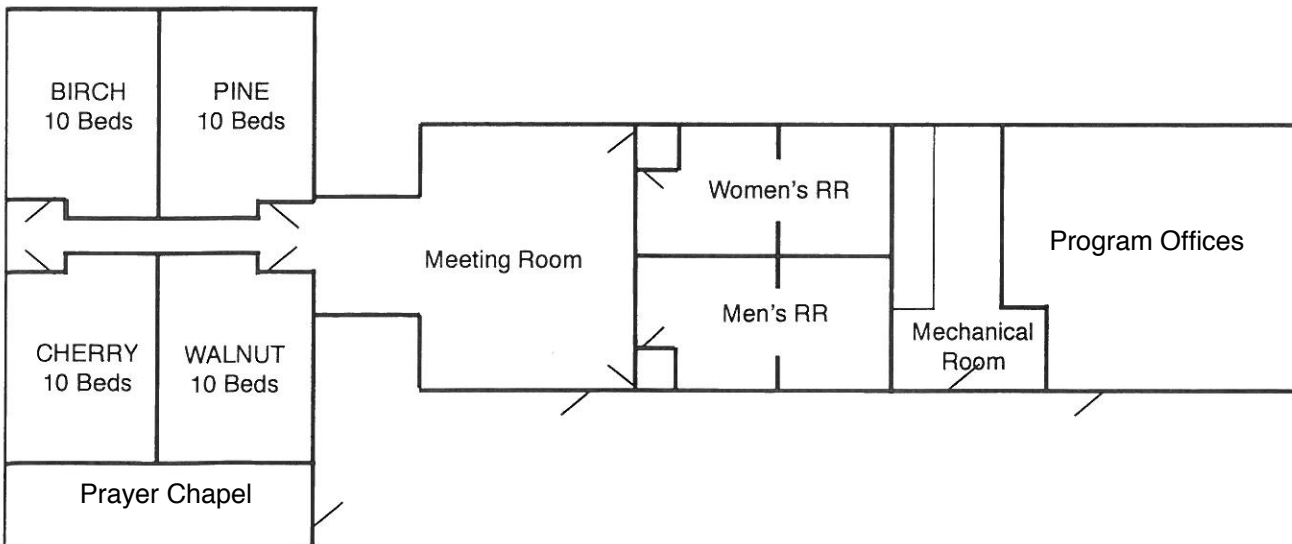 BIRCH
10 Beds
PINE
10 Beds
Women's RR
Program Offices
Meeting Room
Men's RR
Mechanical
Room
CHERRY
10 Beds
WALNUT
10 Beds
Prayer Chapel